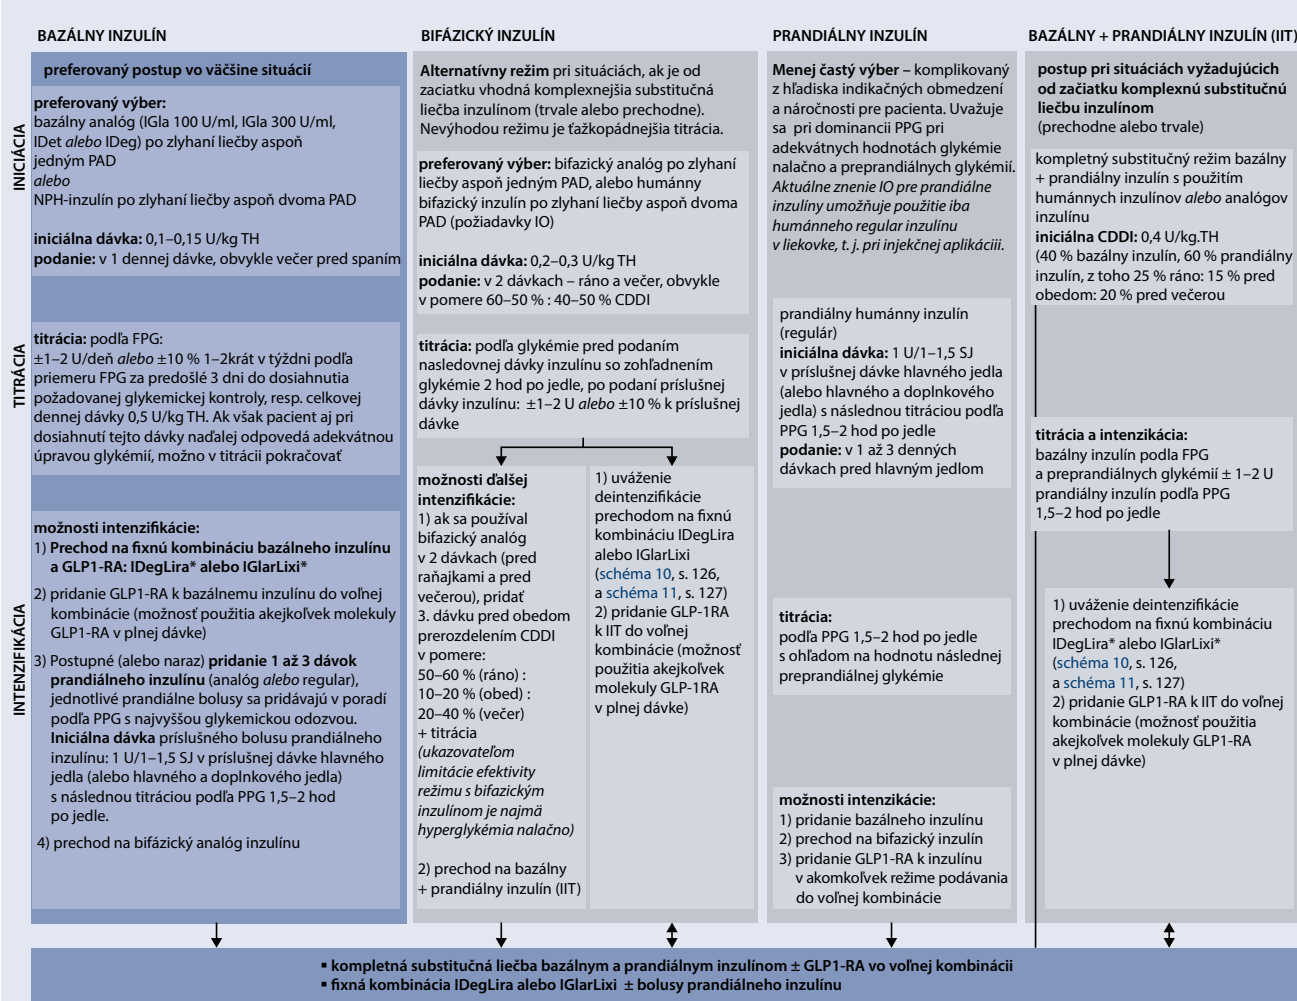 BAZÁLNY INZULÍN
preferovaný postup vo väčšine situácií
INICIÁCIA
preferovaný výber:
bazálny analóg (IGla 100 U/ml, IGla 300 U/ml,
IDet alebo IDeg) po zlyhaní liečby aspoň
jedným PAD
alebo
NPH-inzulín po zlyhaní liečby aspoň dvoma PAD
iniciálna dávka: 0,1–0,15 U/kg TH
podanie: v 1 dennej dávke, obvykle večer pred spaním
TITRÁCIA
titrácia: podľa FPG:
±1–2 U/deň alebo ±10 % 1–2krát v týždni podľa
priemeru FPG za predošlé 3 dni do dosiahnutia
požadovanej glykemickej kontroly, resp. celkovej
dennej dávky 0,5 U/kg TH. Ak však pacient aj pri
dosiahnutí tejto dávky naďalej odpovedá adekvátnou
úpravou glykémií, možno v titrácii pokračovať
INTENZIFIKÁCIA
možnosti intenzifikácie:
1) Prechod na fixnú kombináciu bazálneho inzulínu
a GLP1-RA: IDegLira* alebo IGlarLixi*
2) pridanie GLP1-RA k bazálnemu inzulínu do voľnej
kombinácie (možnosť použitia akejkoľvek molekuly
GLP1-RA v plnej dávke)
3) Postupné (alebo naraz) pridanie 1 až 3 dávok
prandiálneho inzulínu (analóg alebo regular),
jednotlivé prandiálne bolusy sa pridávajú v poradí
podľa PPG s najvyššou glykemickou odozvou.
Iniciálna dávka príslušného bolusu prandiálneho
inzulínu: 1 U/1–1,5 SJ v príslušnej dávke hlavného
jedla (alebo hlavného a doplnkového jedla)
s následnou titráciou podľa PPG 1,5–2 hod
po jedle.
4) prechod na bifázický analóg inzulínu
BIFÁZICKÝ INZULÍN
Alternatívny režim pri situáciách, ak je od
zaciatku vhodná komplexnejšia substitučná
liečba inzulínom (trvale alebo prechodne).
Nevýhodou režimu je ťažkopádnejšia titrácia.
preferovaný výber: bifazický analóg po zlyhaní
liečby aspoň jedným PAD, alebo humánny
bifazický inzulín po zlyhaní liečby aspoň dvoma
PAD (požiadavky IO)
iniciálna dávka: 0,2–0,3 U/kg TH
podanie: v 2 dávkach – ráno a večer, obvykle
v pomere 60–50 % : 40–50 % CDDI
titrácia: podľa glykémie pred podaním
nasledovnej dávky inzulínu so zohľadnením
glykémie 2 hod po jedle, po podaní príslušnej
dávky inzulínu: ±1–2 U alebo ±10 % k príslušnej
dávke
možnosti ďalšej
intenzifikácie:
1) ak sa používal
bifazický analóg
v 2 dávkach (pred
raňajkami a pred
večerou), pridať
3. dávku pred obedom
prerozdelením CDDI
v pomere:
50–60 % (ráno) :
10–20 % (obed) :
20–40 % (večer)
+ titrácia
(ukazovateľom
limitácie efektivity
režimu s bifazickým
inzulínom je najmä
hyperglykémia nalačno)
2) prechod na bazálny
+ prandiálny inzulín (IIT)
1) uváženie
deintenzifikácie
prechodom na fixnú
kombináciu IDegLira
alebo IGlarLixi
(schéma 10, s. 126,
a schéma 11, s. 127)
2) pridanie GLP-1RA
k IIT do voľnej
kombinácie (možnosť
použitia akejkoľvek
molekuly GLP-1RA
v plnej dávke)
PRANDIÁLNY INZULÍN
Menej častý výber – komplikovaný
z hľadiska indikačných obmedzení
a náročnosti pre pacienta. Uvažuje
sa pri dominancii PPG pri
adekvátnych hodnotách glykémie
nalačno a preprandiálnych glykémií.
Aktuálne znenie IO pre prandiálne
inzulíny umožňuje použitie iba
humánneho regular inzulínu
v liekovke, t. j. pri injekčnej aplikáciii.
prandiálny humánny inzulín
(regulár)
iniciálna dávka: 1 U/1–1,5 SJ
v príslušnej dávke hlavného jedla
(alebo hlavného a doplnkového
jedla) s následnou titráciou podľa
PPG 1,5–2 hod po jedle
podanie: v 1 až 3 denných
dávkach pred hlavným jedlom
titrácia:
podľa PPG 1,5–2 hod po jedle
s ohľadom na hodnotu následnej
preprandiálnej glykémie
možnosti intenzikácie:
1) pridanie bazálneho inzulínu
2) prechod na bifazický inzulín
3) pridanie GLP1-RA k inzulínu
v akomkoľvek režime podávania
do voľnej kombinácie
BAZÁLNY + PRANDIÁLNY INZULÍN (IIT)
postup pri situáciách vyžadujúcich
od začiatku komplexnú substitučnú
liečbu inzulínom
(prechodne alebo trvale)
kompletný substitučný režim bazálny
+ prandiálny inzulín s použitím
humánnych inzulínov alebo analógov
inzulínu
iniciálna CDDI: 0,4 U/kg.TH
(40 % bazálny inzulín, 60 % prandiálny
inzulín, z toho 25 % ráno: 15 % pred
obedom: 20 % pred večerou
titrácia a intenzikácia:
bazálny inzulín podla FPG
a preprandiálnych glykémií ± 1–2 U
prandiálny inzulín podľa PPG
1,5–2 hod po jedle
1) uváženie deintenzifikácie
prechodom na fixnú kombináciu
IDegLira* alebo IGlarLixi*
(schéma 10, s. 126,
a schéma 11, s. 127)
2) pridanie GLP1-RA k IIT do voľnej
kombinácie (možnosť použitia
akejkoľvek molekuly GLP1-RA
v plnej dávke)
▪ kompletná substitučná liečba bazálnym a prandiálnym inzulínom ± GLP1-RA vo voľnej kombinácii
▪ fixná kombinácia IDegLira alebo IGlarLixi ± bolusy prandiálneho inzulínu